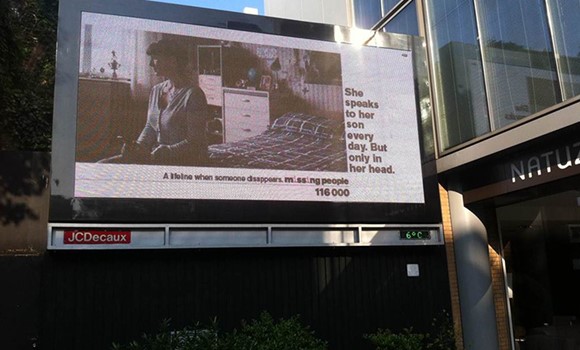 She
speaks
to her
son
every
day. But
only in
her head.
A lifeline when someone disappears. missing people
116 000
JCDecaux
6°C
NATUZ